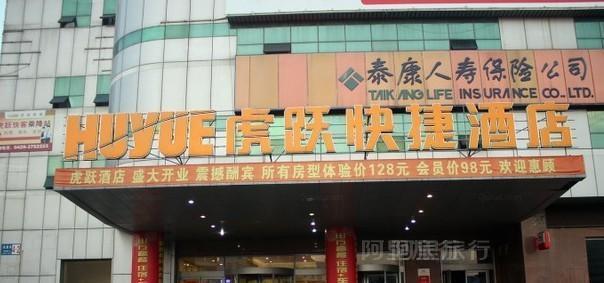 泰康人寿保险公司
TAIKANG LIFE INSURANCE CO.,LTD.
HUYUE虎跃快捷酒店
虎跃酒店 盛大开业 震撼酬宾 所有房型体验价128元 会员价98元 欢迎惠顾
阿里旅行